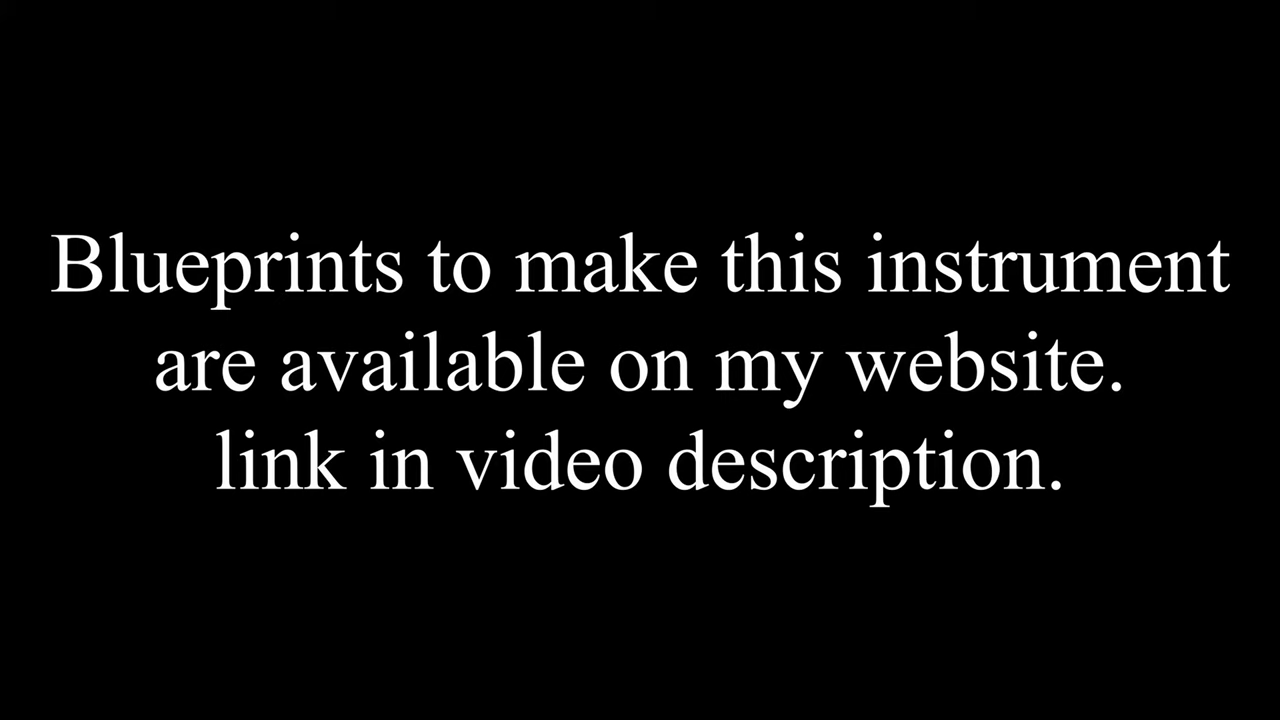 Blueprints to make this instrument
are available on my website.
link in video description.